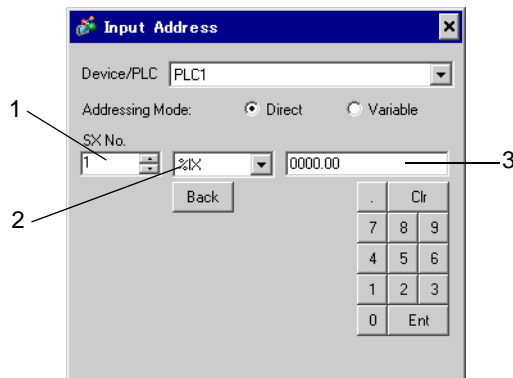 Input Address
Device/PLC PLC1
Addressing Mode: Direct Variable
1
SX No.
1 %IX 0000.00 3
2
Back . Clr
7 8 9
4 5 6
1 2 3
0 Ent